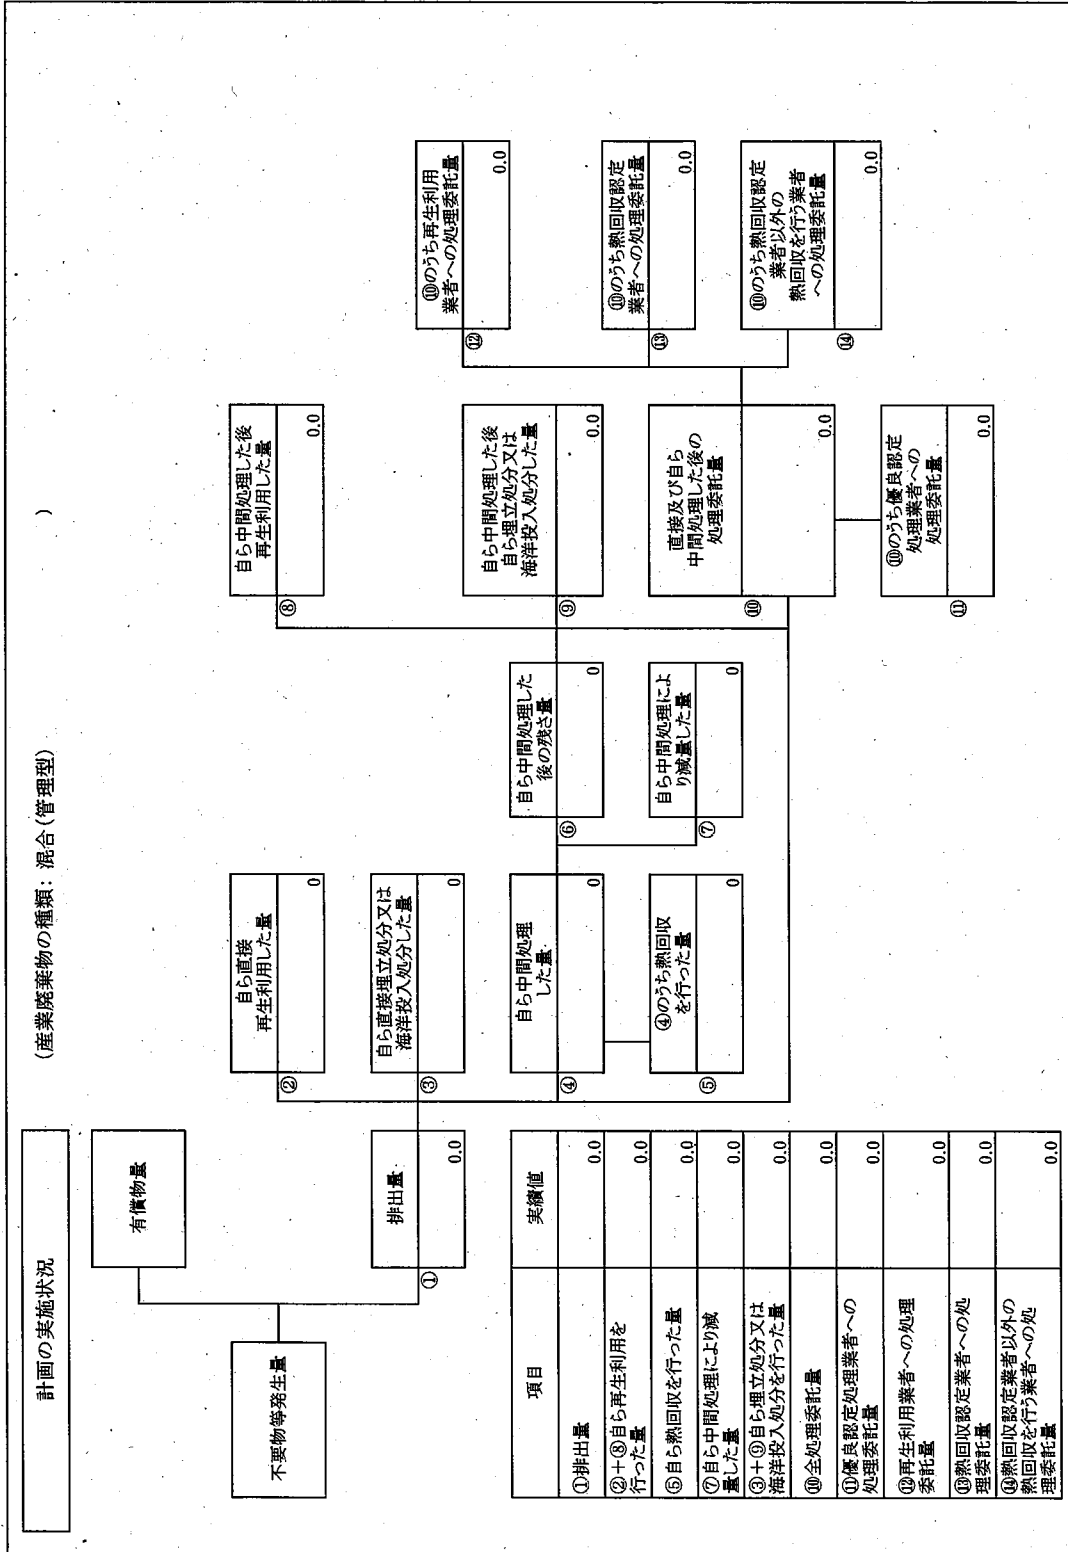 計画の実施状況
(産業廃棄物の種類: 混合(管理型)
)
不要物等発生量
有償物量
①
排出量
0.0
②
自ら直接
再生利用した量
0
③
自ら直接埋立処分又は
海洋投入処分した量
0
④
自ら中間処理
した量
0
⑤
④のうち熱回収
を行った量
0
⑥
自ら中間処理した
後の残さ量
0
⑦
自ら中間処理によ
り減量した量
0
⑧
自ら中間処理した後
再生利用した量
0.0
⑨
自ら中間処理した後
自ら埋立処分又は
海洋投入処分した量
0.0
⑩
直接及び自ら
中間処理した後の
処理委託量
0.0
⑪
⑩のうち優良認定
処理業者への
処理委託量
0.0
⑫
⑩のうち再生利用
業者への処理委託量
0.0
⑬
⑩のうち熱回収認定
業者への処理委託量
0.0
⑭
⑩のうち熱回収認定
業者以外の
熱回収を行う業者
への処理委託量
0.0
項目 実績値
①排出量 0.0
②+⑧自ら再生利用を
行った量 0.0
⑤自ら熱回収を行った量 0.0
⑦自ら中間処理により減
量した量 0.0
③+⑨自ら埋立処分又は
海洋投入処分を行った量 0.0
⑩全処理委託量 0.0
⑪優良認定処理業者への
処理委託量 0.0
⑫再生利用業者への処理
委託量 0.0
⑬熱回収認定業者への処
理委託量 0.0
⑭熱回収認定業者以外の
熱回収を行う業者への処
理委託量 0.0